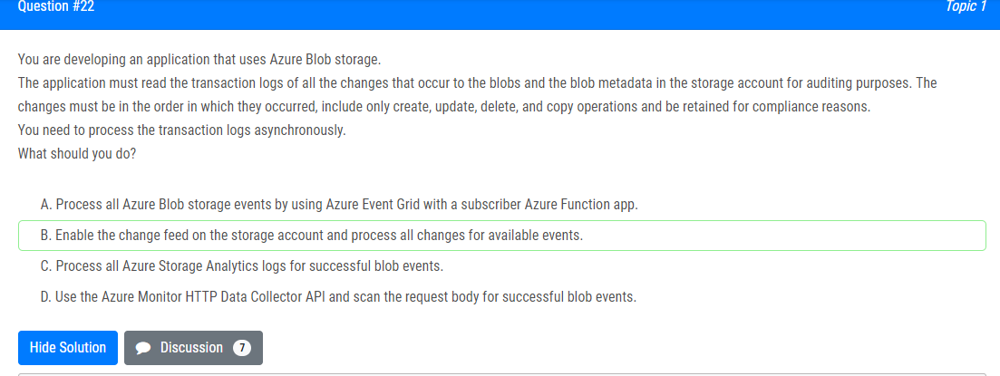 Question #22
Topic 1
You are developing an application that uses Azure Blob storage.
The application must read the transaction logs of all the changes that occur to the blobs and the blob metadata in the storage account for auditing purposes. The
changes must be in the order in which they occurred, include only create, update, delete, and copy operations and be retained for compliance reasons.
You need to process the transaction logs asynchronously.
What should you do?
A. Process all Azure Blob storage events by using Azure Event Grid with a subscriber Azure Function app.
B. Enable the change feed on the storage account and process all changes for available events.
C. Process all Azure Storage Analytics logs for successful blob events.
D. Use the Azure Monitor HTTP Data Collector API and scan the request body for successful blob events.
Hide Solution
Discussion 7